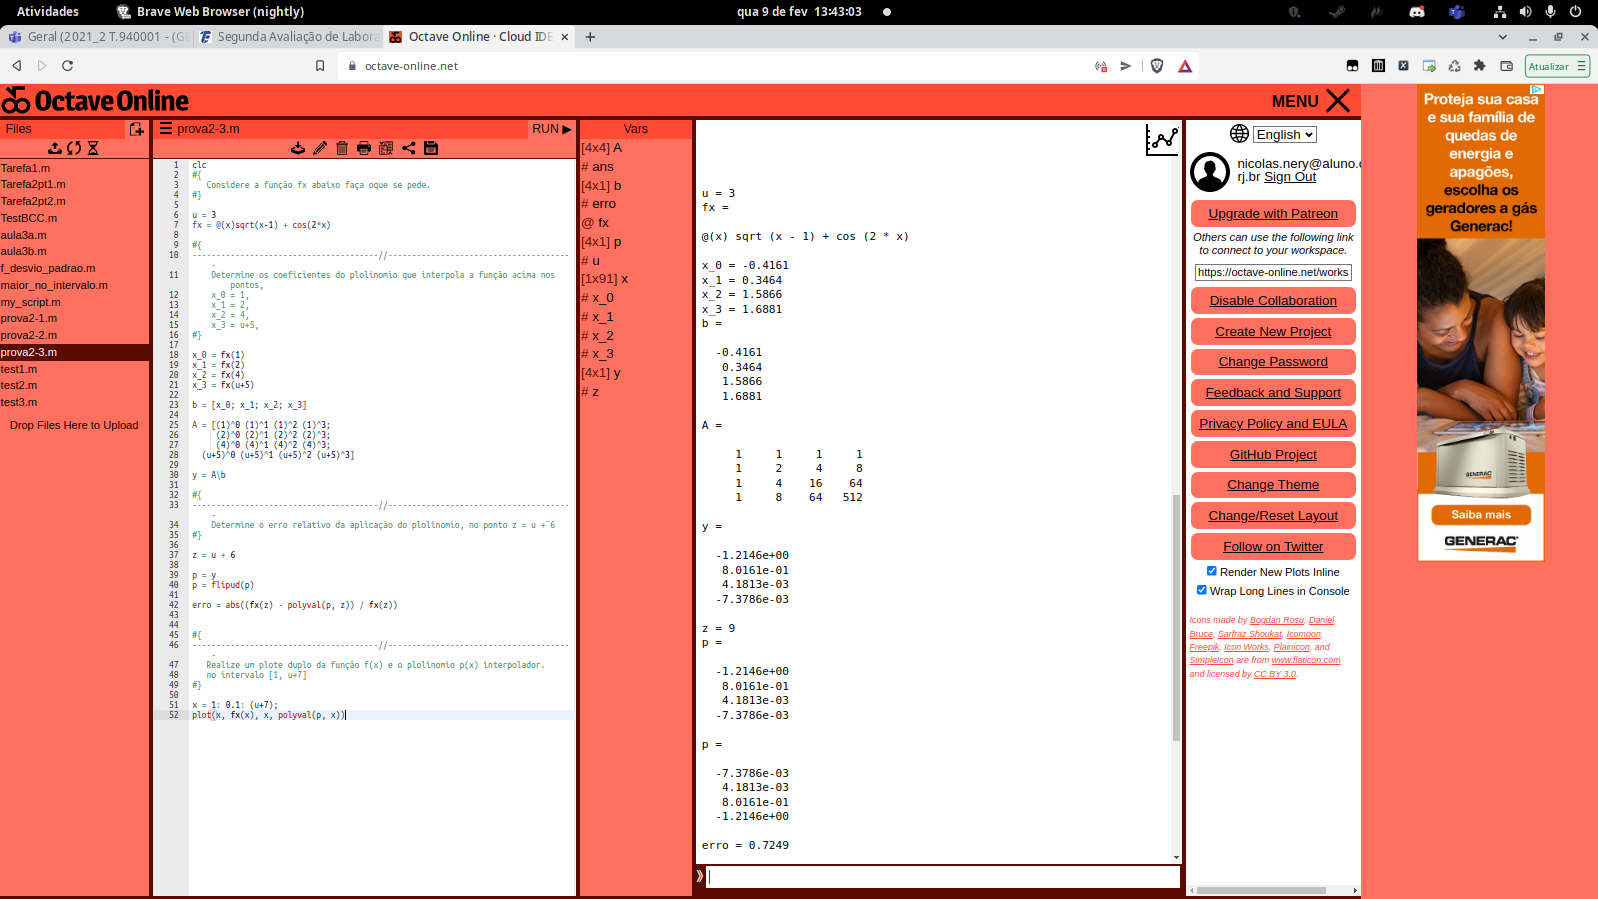 Atividades
Brave Web Browser (nightly)
qua 9 de fev 13:43:03
Geral (2021_2 T.940001 - (GE
Segunda Avaliação de Labora
Octave Online · Cloud IDE
octave-online.net
Atualizar
Octave Online
MENU
Files
Tarefa1.m
Tarefa2pt1.m
Tarefa2pt2.m
TestBCC.m
aula3a.m
aula3b.m
f_desvio_padrao.m
maior_no_intervalo.m
my_script.m
prova2-1.m
prova2-2.m
prova2-3.m
test1.m
test2.m
test3.m
Drop Files Here to Upload
prova2-3.m
RUN
1 clc
2 #{
3 Considere a função fx abaixo faça oque se pede.
4 #}
5
6 u = 3
7 fx = @(x)sqrt(x-1) + cos(2*x)
8
9 #{
10 ---------------------------------------//--------------------------------------
-
11 Determine os coeficientes do plolinomio que interpola a função acima nos
pontos,
12 x_0 = 1,
13 x_1 = 2,
14 x_2 = 4,
15 x_3 = u+5,
16 #}
17
18 x_0 = fx(1)
19 x_1 = fx(2)
20 x_2 = fx(4)
21 x_3 = fx(u+5)
22
23 b = [x_0; x_1; x_2; x_3]
24
25 A = [(1)^0 (1)^1 (1)^2 (1)^3;
26 (2)^0 (2)^1 (2)^2 (2)^3;
27 (4)^0 (4)^1 (4)^2 (4)^3;
28 (u+5)^0 (u+5)^1 (u+5)^2 (u+5)^3]
29
30 y = A\b
31
32 #{
33 ---------------------------------------//--------------------------------------
-
34 Determine o erro relativo da aplicação do plolinomio, no ponto z = u +¨6
35 #}
36
37 z = u + 6
38
39 p = y
40 p = flipud(p)
41
42 erro = abs((fx(z) - polyval(p, z)) / fx(z))
43
44
45 #{
46 ---------------------------------------//--------------------------------------
-
47 Realize um plote duplo da função f(x) e o plolinomio p(x) interpolador.
48 no intervalo [1, u+7]
49 #}
50
51 x = 1: 0.1: (u+7);
52 plot(x, fx(x), x, polyval(p, x))
Vars
[4x4] A
# ans
[4x1] b
# erro
@ fx
[4x1] p
# u
[1x91] x
# x_0
# x_1
# x_2
# x_3
[4x1] y
# z
u = 3
fx =
@(x) sqrt (x - 1) + cos (2 * x)
x_0 = -0.4161
x_1 = 0.3464
x_2 = 1.5866
x_3 = 1.6881
b =
-0.4161
0.3464
1.5866
1.6881
A =
1 1 1 1
1 2 4 8
1 4 16 64
1 8 64 512
y =
-1.2146e+00
8.0161e-01
4.1813e-03
-7.3786e-03
z = 9
p =
-1.2146e+00
8.0161e-01
4.1813e-03
-7.3786e-03
p =
-7.3786e-03
4.1813e-03
8.0161e-01
-1.2146e+00
erro = 0.7249
English
nicolas.nery@aluno.c
rj.br Sign Out
Upgrade with Patreon
Others can use the following link
to connect to your workspace.
https://octave-online.net/works
Disable Collaboration
Create New Project
Change Password
Feedback and Support
Privacy Policy and EULA
GitHub Project
Change Theme
Change/Reset Layout
Follow on Twitter
Render New Plots Inline
Wrap Long Lines in Console
Icons made by Bogdan Rosu, Daniel
Bruce, Sarfraz Shoukat, Icomoon,
Freepik, Icon Works, Plainicon, and
SimpleIcon are from www.flaticon.com
and licensed by CC BY 3.0.
Proteja sua casa
e sua família de
quedas de
energia e
apagões,
escolha os
geradores a gás
Generac!
GENERAC
Saiba mais
GENERAC